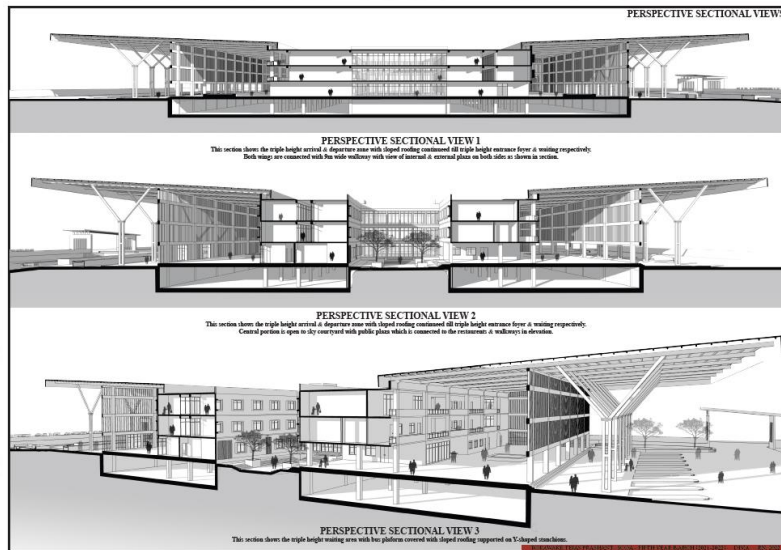 PERSPECTIVE SECTIONAL VIEWS
PERSPECTIVE SECTIONAL VIEW 1
This section shows the triple height arrival & departure zone with sloped roofing continueed till triple height entrance foyer & waiting respectively.
Both wings are connected with 9m wide walkway with view of internal & external plaza on both sides as shown in section.
PERSPECTIVE SECTIONAL VIEW 2
This section shows the triple height arrival & departure zone with sloped roofing continueed till triple height entrance foyer & waiting respectively.
Central portion is open to sky courtyard with public plaza which is connected to the restaurents & walkways in elevation.
PERSPECTIVE SECTIONAL VIEW 3
This section shows the triple height waiting area with bus platform covered with sloped roofing supported on Y-shaped stanchions.